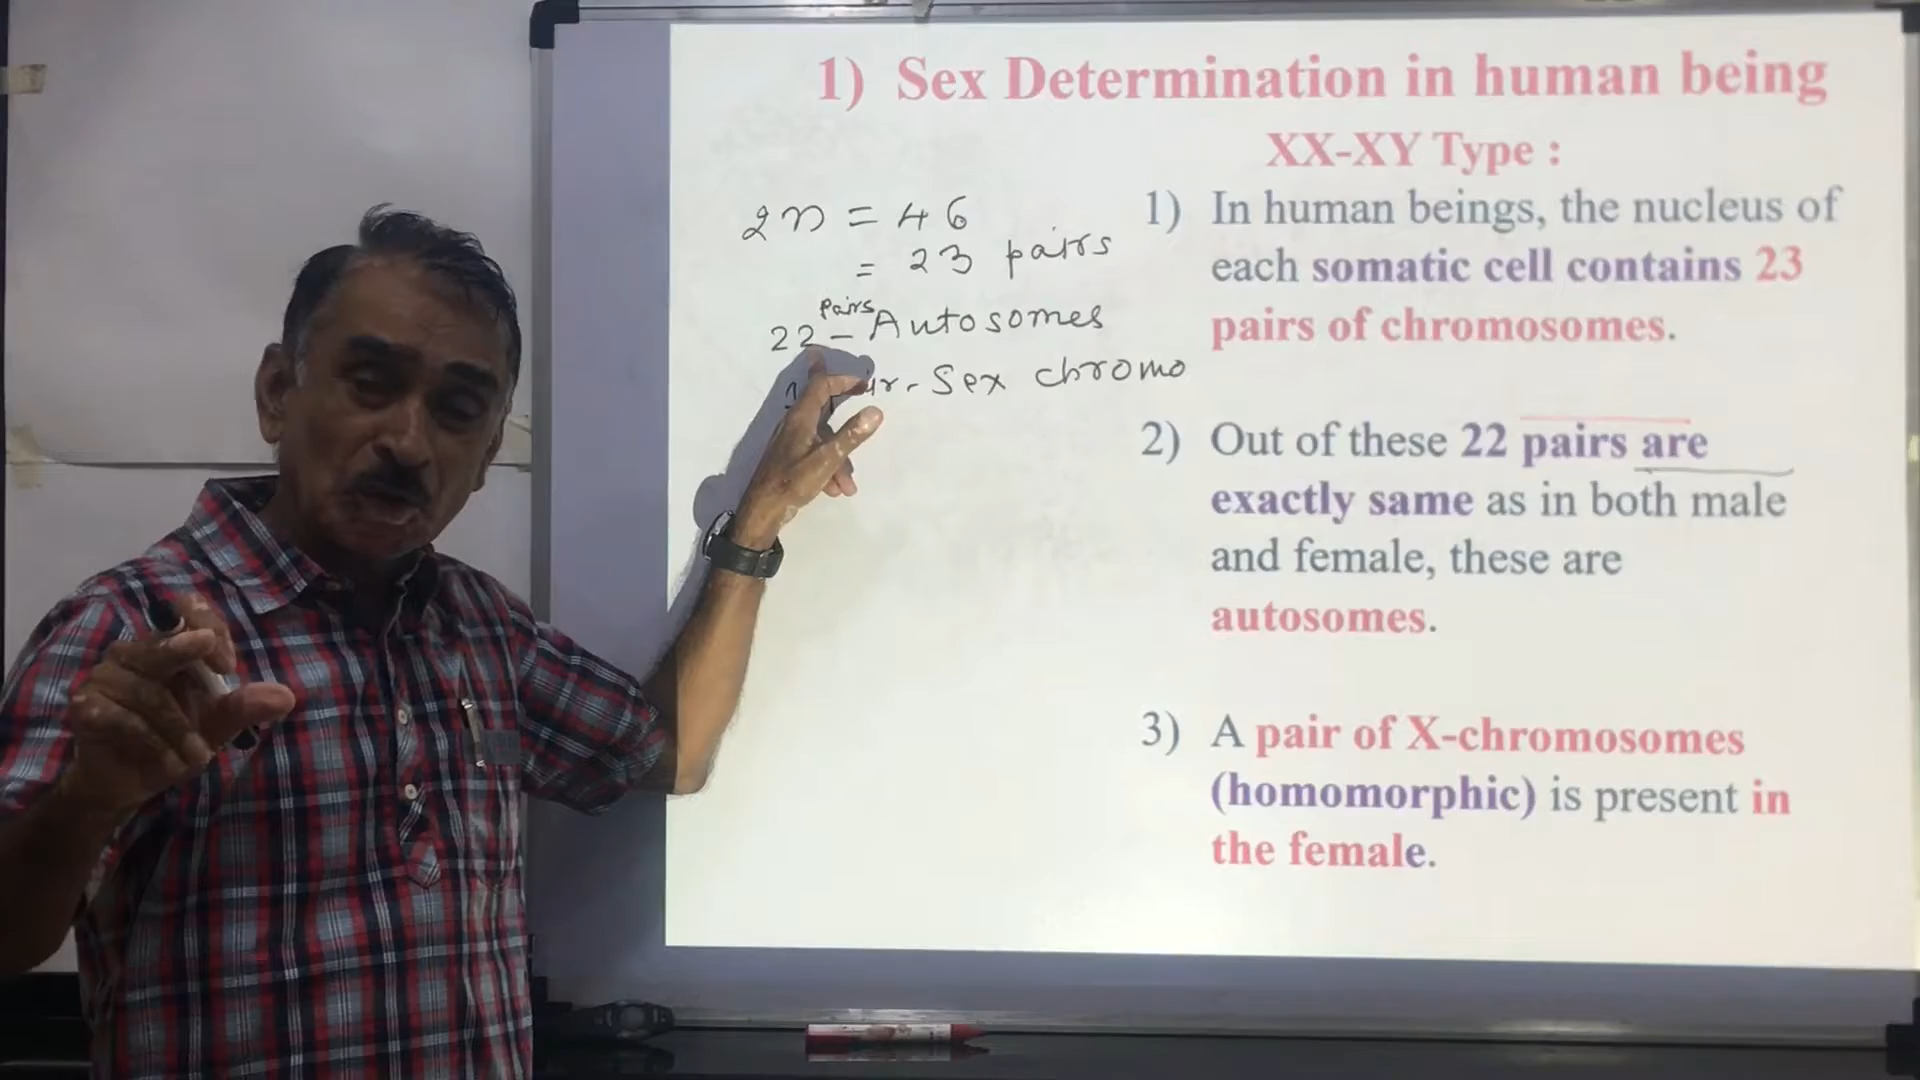 1) Sex Determination in human being
XX-XY Type :
2n = 46
= 23 pairs
22 pairs - Autosomes
1 - Sex chromo
1) In human beings, the nucleus of
each somatic cell contains 23
pairs of chromosomes.
2) Out of these 22 pairs are
exactly same as in both male
and female, these are
autosomes.
3) A pair of X-chromosomes
(homomorphic) is present in
the female.